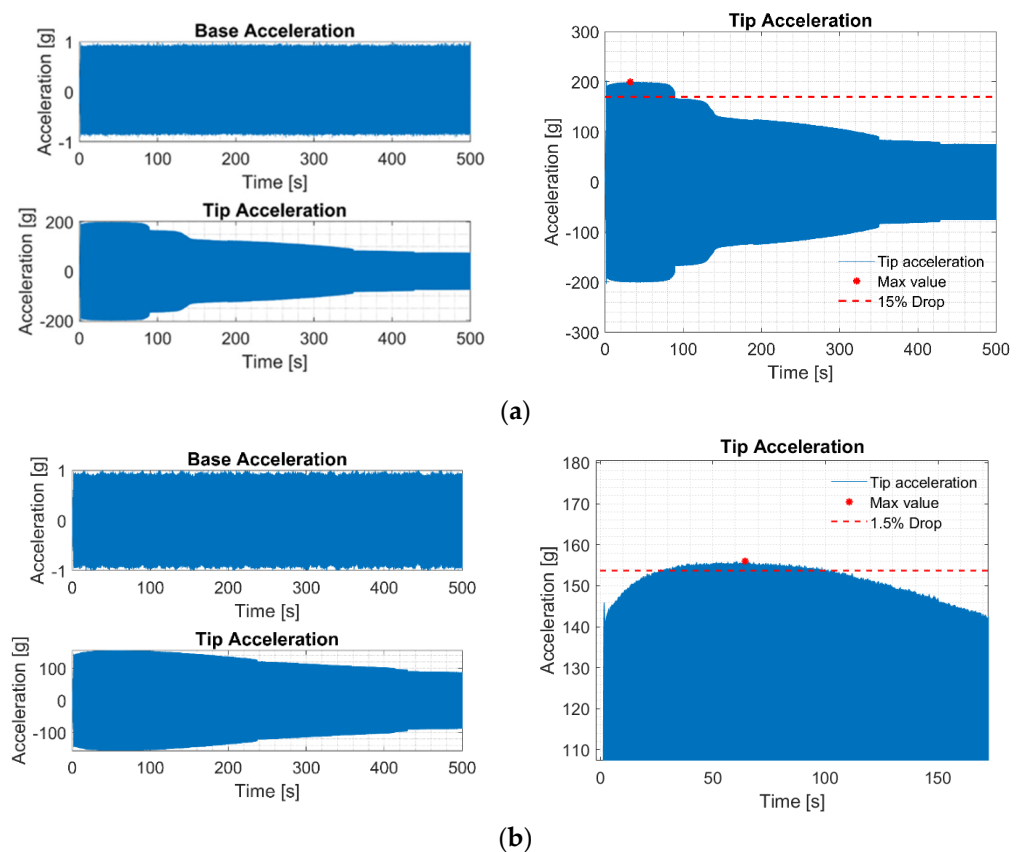 Base Acceleration
Acceleration [g]
1
0
-1
0 100 200 300 400 500
Time [s]
Tip Acceleration
Acceleration [g]
200
0
-200
0 100 200 300 400 500
Time [s]
Tip Acceleration
Acceleration [g]
300
200
100
0
-100
-200
-300
Tip acceleration
Max value
15% Drop
0 100 200 300 400 500
Time [s]
(a)
Base Acceleration
Acceleration [g]
1
0
-1
0 100 200 300 400 500
Time [s]
Tip Acceleration
Acceleration [g]
100
0
-100
0 100 200 300 400 500
Time [s]
Tip Acceleration
Acceleration [g]
180
170
160
150
140
130
120
110
Tip acceleration
Max value
1.5% Drop
0 50 100 150
Time [s]
(b)